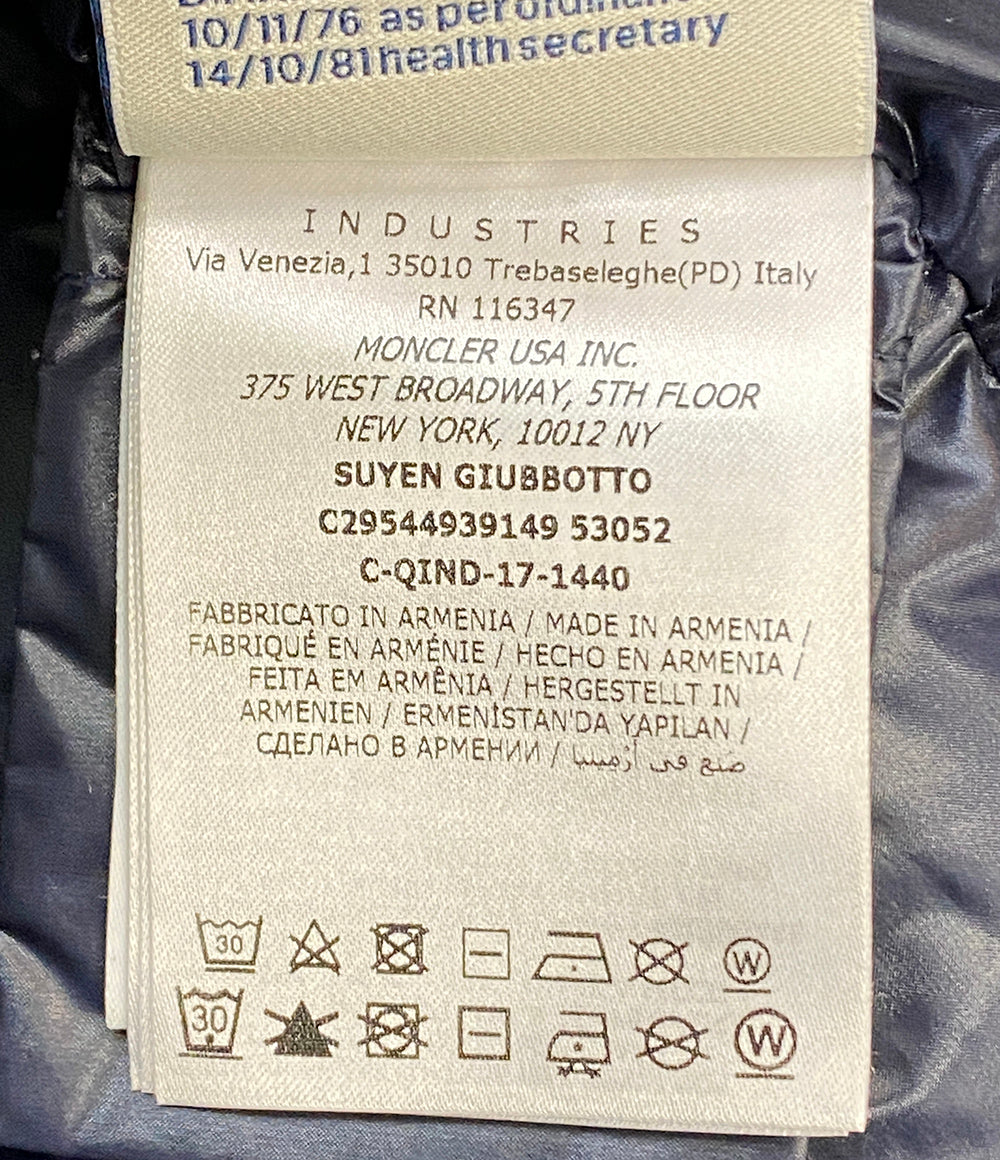 10/11/76 as per
14/10/81 health secretary
INDUSTRIES
Via Venezia,1 35010 Trebaseleghe(PD) Italy
RN 116347
MONCLER USA INC.
375 WEST BROADWAY, 5TH FLOOR
NEW YORK, 10012 NY
SUYEN GIUBBOTTO
C29544939149 53052
C-QIND-17-1440
FABBRICATO IN ARMENIA / MADE IN ARMENIA /
FABRIQUÉ EN ARMÉNIE / HECHO EN ARMENIA /
FEITA EM ARMÊNIA / HERGESTELLT IN
ARMENIEN / ERMENİSTAN'DA YAPILAN /
СДЕЛАНО В АРМЕНИИ / صنع في أرمينيا
30 W
30 W